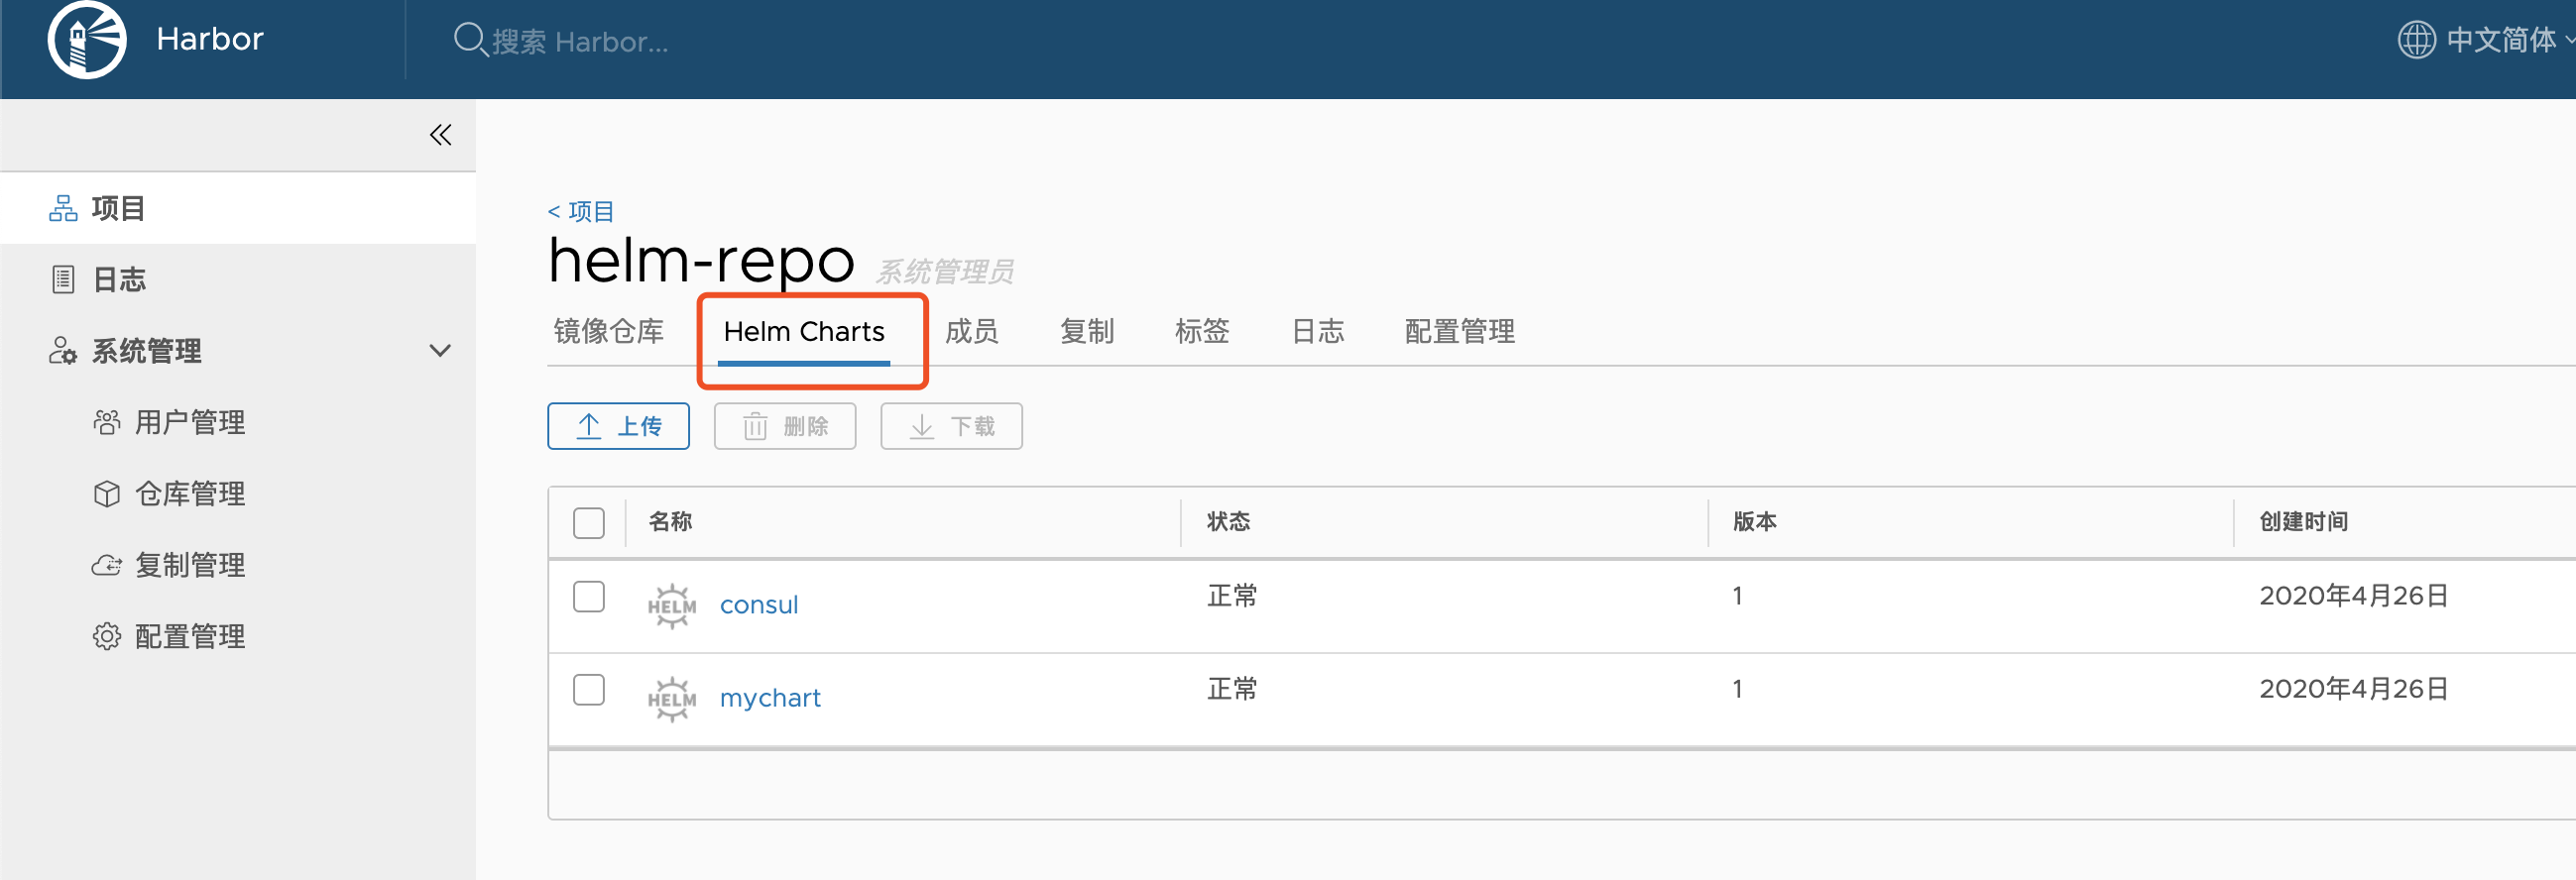 Harbor
搜索 Harbor...
中文简体
项目
日志
系统管理
用户管理
仓库管理
复制管理
配置管理
< 项目
helm-repo 系统管理员
镜像仓库 Helm Charts 成员 复制 标签 日志 配置管理
上传 删除 下载
名称 状态 版本 创建时间
HELM consul 正常 1 2020年4月26日
HELM mychart 正常 1 2020年4月26日